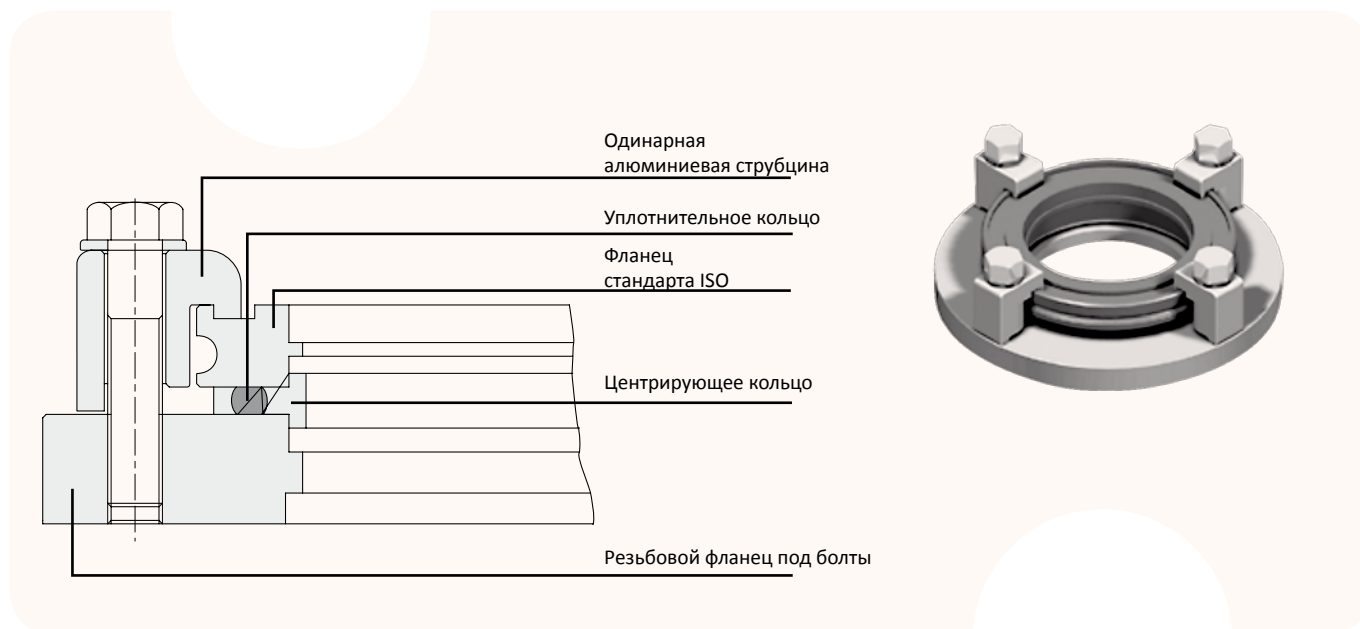 Одинарная
алюминиевая струбцина
Уплотнительное кольцо
Фланец
стандарта ISO
Центрирующее кольцо
Резьбовой фланец под болты